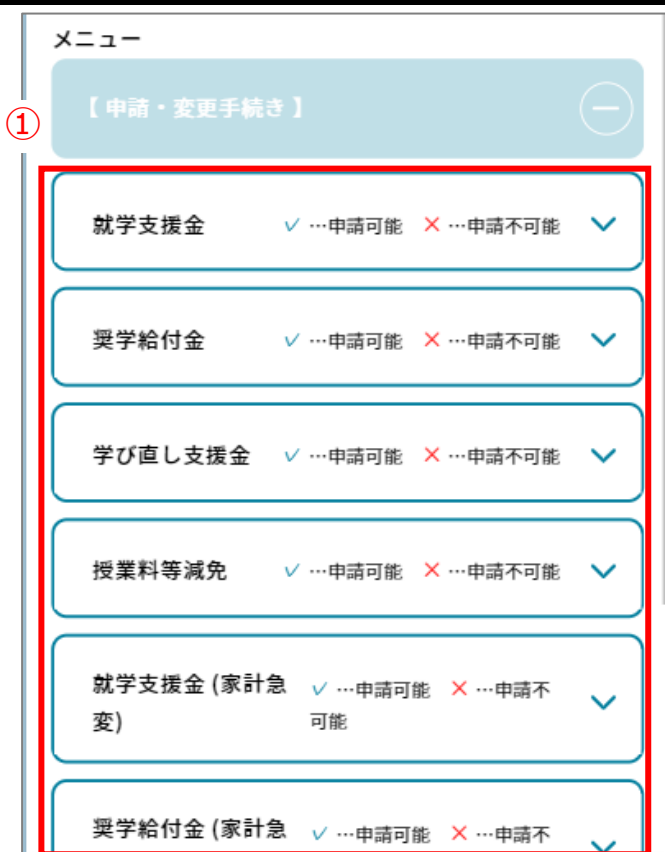 メニュー
【 申請・変更手続き 】
①
就学支援金 ✓ …申請可能 ✕ …申請不可能
奨学給付金 ✓ …申請可能 ✕ …申請不可能
学び直し支援金 ✓ …申請可能 ✕ …申請不可能
授業料等減免 ✓ …申請可能 ✕ …申請不可能
就学支援金 (家計急 ✓ …申請可能 ✕ …申請不
変) 可能
奨学給付金 (家計急 ✓ …申請可能 ✕ …申請不